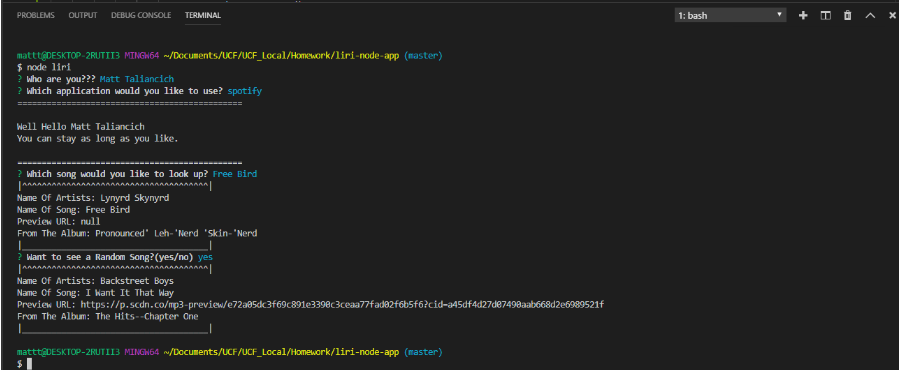 PROBLEMS OUTPUT DEBUG CONSOLE TERMINAL 1: bash
mattt@DESKTOP-2RUTII3 MINGW64 ~/Documents/UCF/UCF_Local/Homework/liri-node-app (master)
$ node liri
? Who are you??? Matt Taliancich
? Which application would you like to use? spotify
==============================================
Well Hello Matt Taliancich
You can stay as long as you like.
==============================================
? Which song would you like to look up? Free Bird
|^^^^^^^^^^^^^^^^^^^^^^^^^^^^^^^^^^^^^^|
Name Of Artists: Lynyrd Skynyrd
Name Of Song: Free Bird
Preview URL: null
From The Album: Pronounced' Leh-'Nerd 'Skin-'Nerd
|______________________________________|
? Want to see a Random Song?(yes/no) yes
|^^^^^^^^^^^^^^^^^^^^^^^^^^^^^^^^^^^^^^|
Name Of Artists: Backstreet Boys
Name Of Song: I Want It That Way
Preview URL: https://p.scdn.co/mp3-preview/e72a05dc3f69c891e3390c3ceaa77fad02f6b5f6?cid=a45df4d27d07490aab668d2e6989521f
From The Album: The Hits--Chapter One
|______________________________________|
mattt@DESKTOP-2RUTII3 MINGW64 ~/Documents/UCF/UCF_Local/Homework/liri-node-app (master)
$